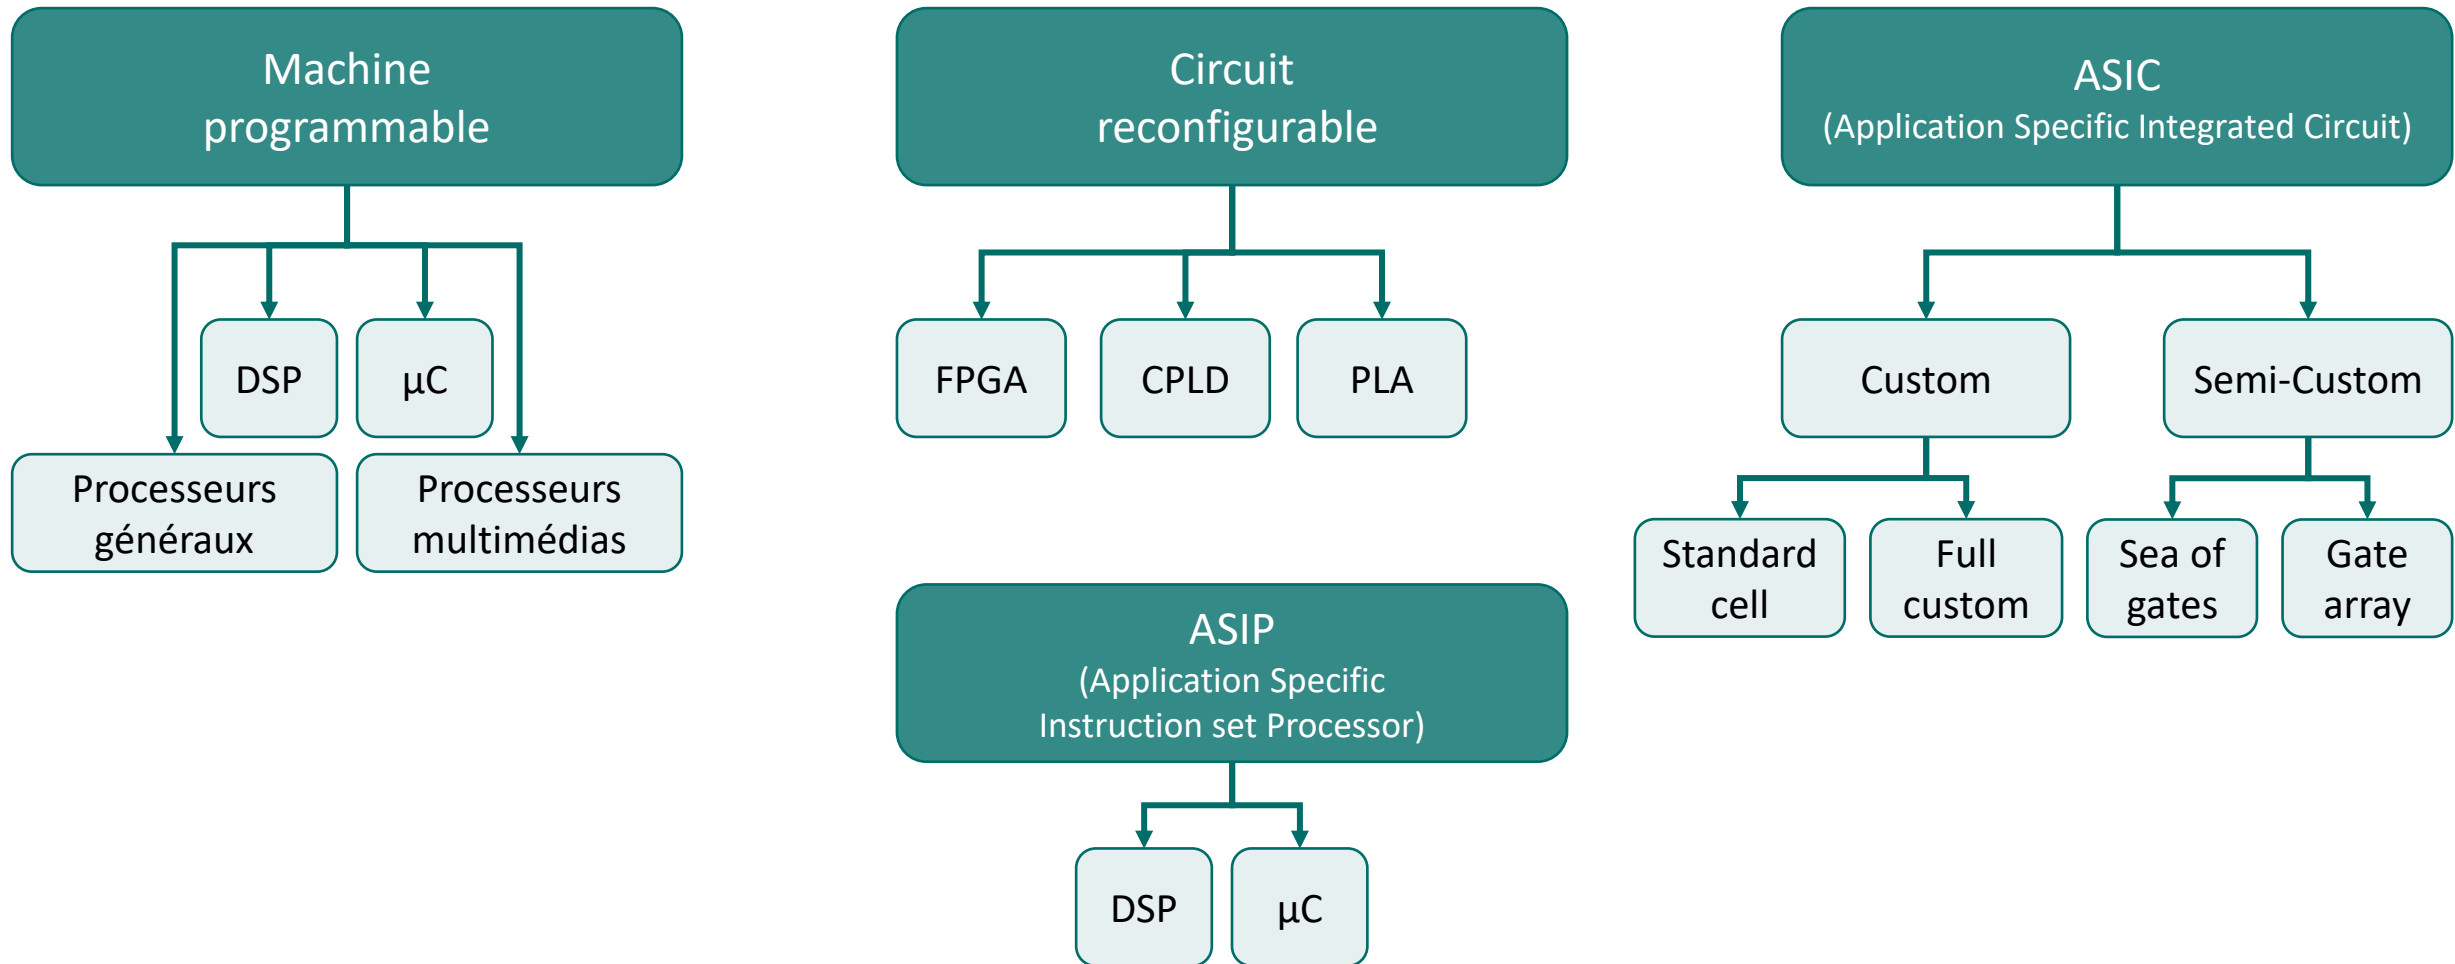 Machine
programmable
DSP
µC
Processeurs
généraux
Processeurs
multimédias
Circuit
reconfigurable
FPGA
CPLD
PLA
ASIP
(Application Specific
Instruction set Processor)
DSP
µC
ASIC
(Application Specific Integrated Circuit)
Custom
Semi-Custom
Standard
cell
Full
custom
Sea of
gates
Gate
array